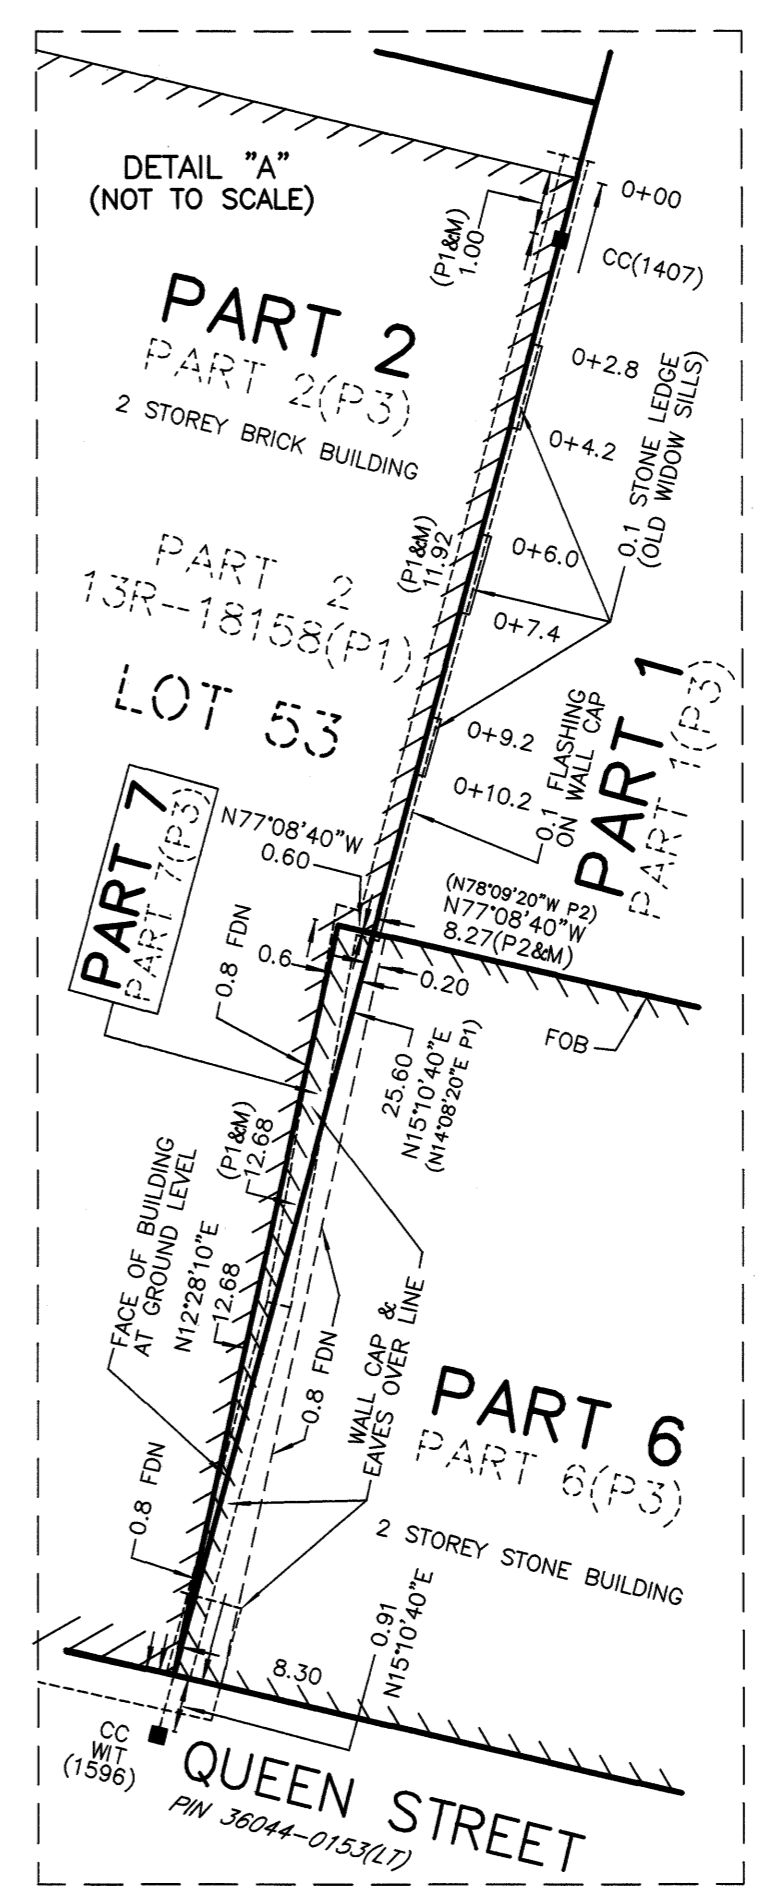 DETAIL "A"
(NOT TO SCALE)
0+00
(P1&M)
1.00
CC(1407)
PART 2
PART 2(P3)
2 STOREY BRICK BUILDING
0+2.8
0+4.2
0.1 STONE LEDGE
(OLD WIDOW SILLS)
(P1&M)
11.92
0+6.0
0+7.4
PART 2
13R-18158(P1)
LOT 53
0+9.2
0+10.2
0.1 FLASHING
ON WALL CAP
PART 1
PART 1(P3)
PART 7
PART 7(P3)
N77°08'40"W
0.60
(N78°09'20"W P2)
N77°08'40"W
8.27(P2&M)
0.8 FDN
0.6
0.20
FOB
25.60
N15°10'40"E
(N14°08'20"E P1)
(P1&M)
12.68
FACE OF BUILDING
AT GROUND LEVEL
N12°28'10"E
12.68
0.8 FDN
WALL CAP &
EAVES OVER LINE
PART 6
PART 6(P3)
0.8 FDN
2 STOREY STONE BUILDING
0.91
N15°10'40"E
8.30
CC
WIT
(1596)
QUEEN STREET
PIN 36044-0153(LT)